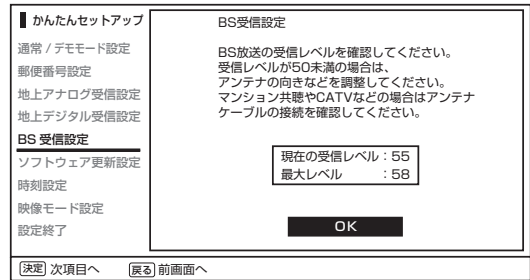 かんたんセットアップ
通常 / デモモード設定
郵便番号設定
地上アナログ受信設定
地上デジタル受信設定
BS 受信設定
ソフトウェア更新設定
時刻設定
映像モード設定
設定終了
BS受信設定
BS放送の受信レベルを確認してください。
受信レベルが50未満の場合は、
アンテナの向きなどを調整してください。
マンション共聴やCATVなどの場合はアンテナ
ケーブルの接続を確認してください。
現在の受信レベル：55
最大レベル　　　：58
OK
決定 次項目へ 戻る 前画面へ